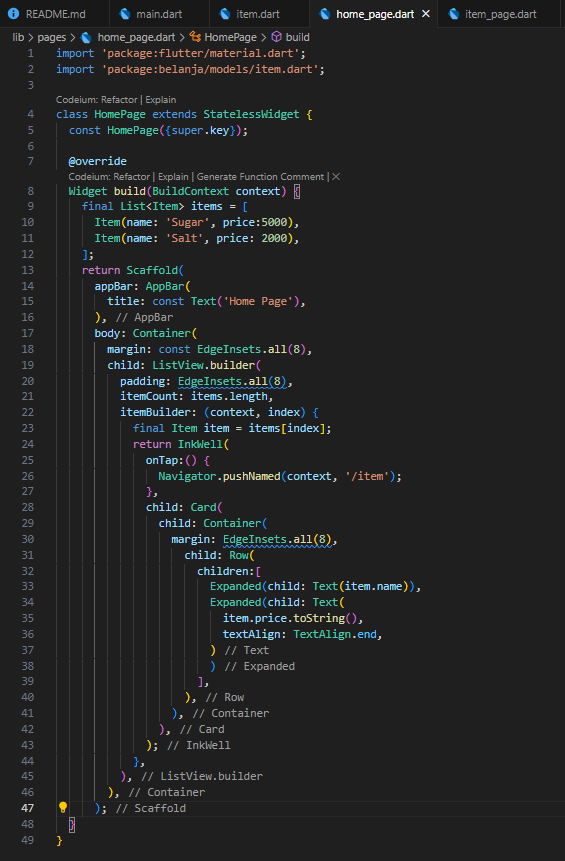 README.md main.dart item.dart home_page.dart × item_page.dart
lib > pages > home_page.dart > HomePage > build
1 import 'package:flutter/material.dart';
2 import 'package:belanja/models/item.dart';
3
Codeium: Refactor | Explain
4 class HomePage extends StatelessWidget {
5   const HomePage({super.key});
6
7   @override
Codeium: Refactor | Explain | Generate Function Comment | ×
8   Widget build(BuildContext context) {
9     final List<Item> items = [
10       Item(name: 'Sugar', price:5000),
11       Item(name: 'Salt', price: 2000),
12     ];
13     return Scaffold(
14       appBar: AppBar(
15         title: const Text('Home Page'),
16       ), // AppBar
17       body: Container(
18         margin: const EdgeInsets.all(8),
19         child: ListView.builder(
20           padding: EdgeInsets.all(8),
21           itemCount: items.length,
22           itemBuilder: (context, index) {
23             final Item item = items[index];
24             return InkWell(
25               onTap:() {
26                 Navigator.pushNamed(context, '/item');
27               },
28               child: Card(
29                 child: Container(
30                   margin: EdgeInsets.all(8),
31                     child: Row(
32                       children:[
33                         Expanded(child: Text(item.name)),
34                         Expanded(child: Text(
35                           item.price.toString(),
36                           textAlign: TextAlign.end,
37                         ) // Text
38                         ) // Expanded
39                       ],
40                     ), // Row
41                   ), // Container
42                 ), // Card
43               ); // InkWell
44             },
45           ), // ListView.builder
46         ), // Container
47       ); // Scaffold
48   }
49 }